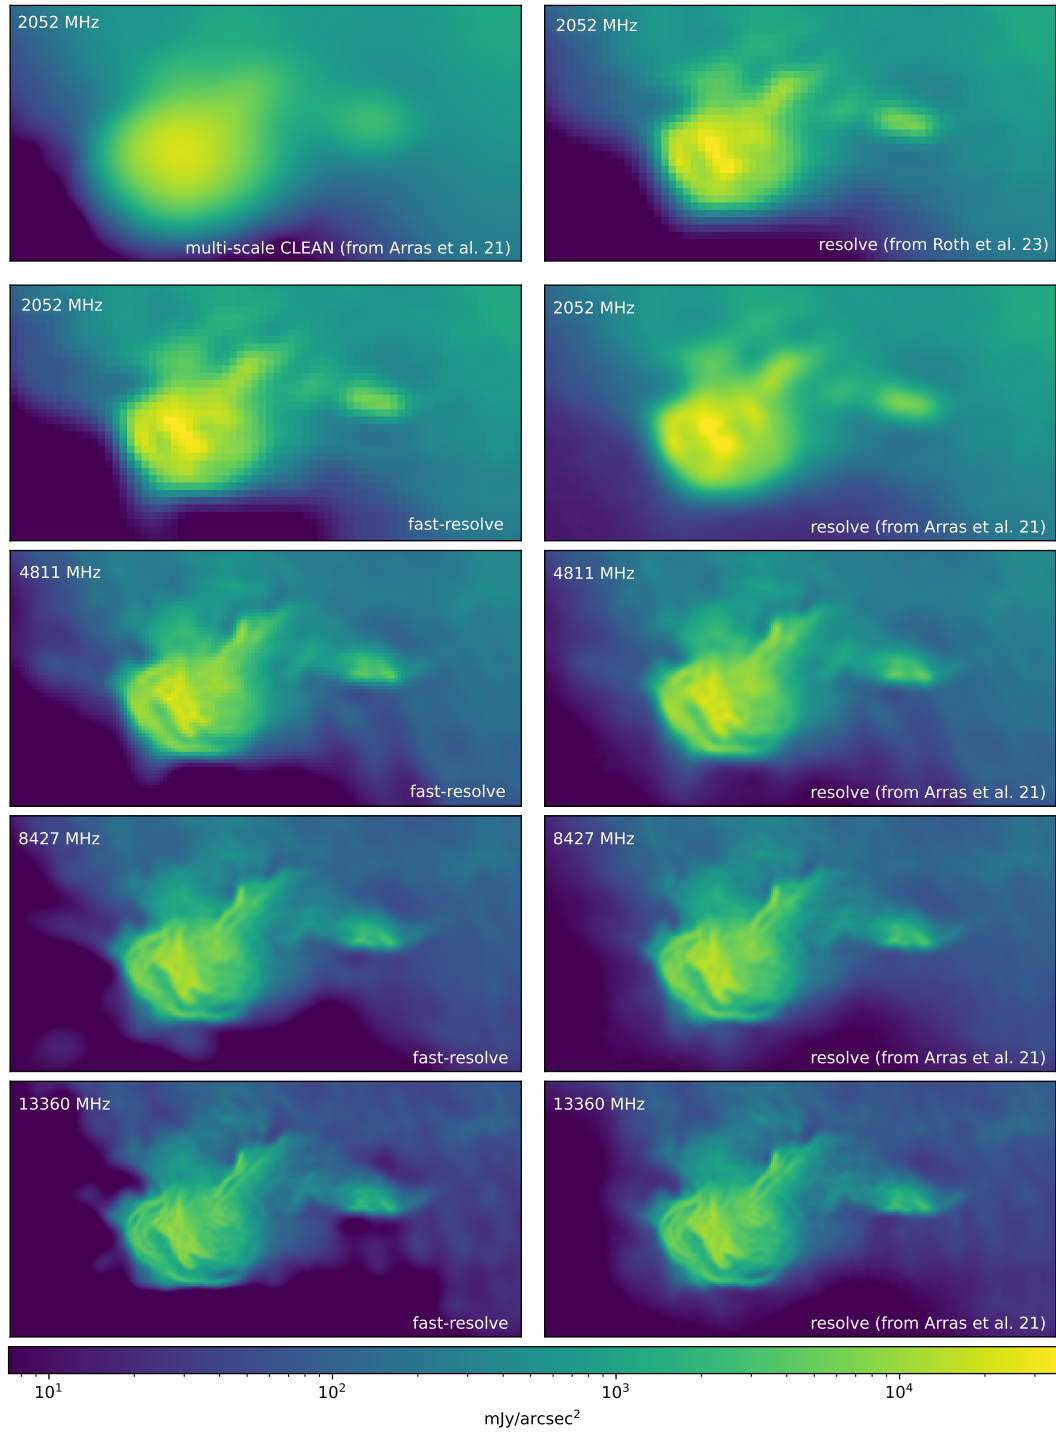 2052 MHz
multi-scale CLEAN (from Arras et al. 21)
2052 MHz
resolve (from Roth et al. 23)
2052 MHz
fast-resolve
2052 MHz
resolve (from Arras et al. 21)
4811 MHz
fast-resolve
4811 MHz
resolve (from Arras et al. 21)
8427 MHz
fast-resolve
8427 MHz
resolve (from Arras et al. 21)
13360 MHz
fast-resolve
13360 MHz
resolve (from Arras et al. 21)
10¹ 10² 10³ 10⁴
mJy/arcsec²